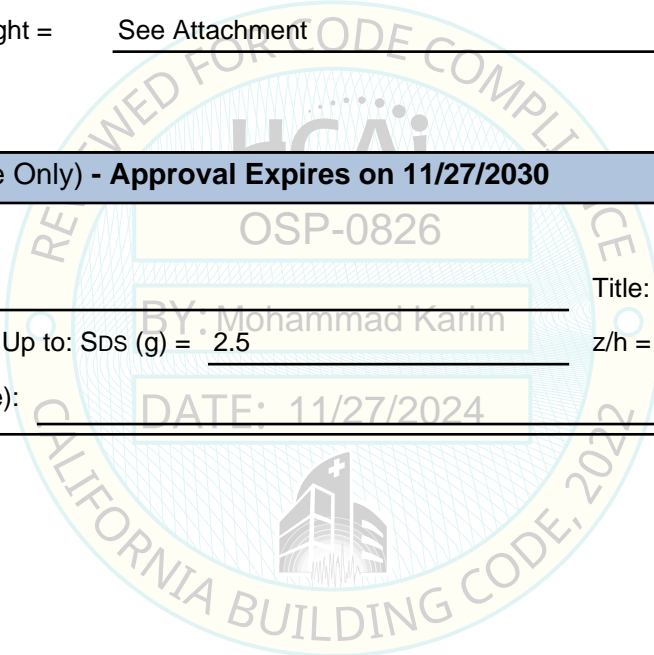 ght = See Attachment
REVIEWED FOR CODE COMPLIANCE
HCAi
e Only) - Approval Expires on 11/27/2030
OSP-0826
Title:
BY: Mohammad Karim
Up to: SDS (g) = 2.5 z/h =
e):
DATE: 11/27/2024
CALIFORNIA BUILDING CODE, 2022